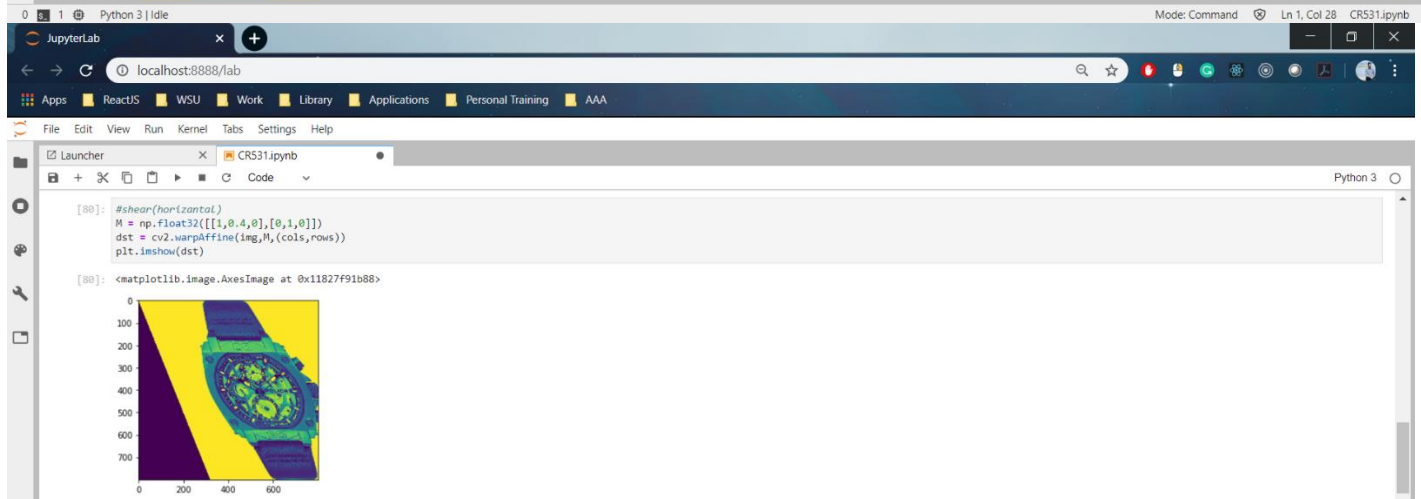 0 s_ 1 Python 3 | Idle Mode: Command Ln 1, Col 28 CR531.ipynb
JupyterLab
localhost:8888/lab
Apps ReactJS WSU Work Library Applications Personal Training AAA
File Edit View Run Kernel Tabs Settings Help
Launcher CR531.ipynb
Code Python 3
[80]: #shear(horizantal)
M = np.float32([[1,0.4,0],[0,1,0]])
dst = cv2.warpAffine(img,M,(cols,rows))
plt.imshow(dst)
[80]: <matplotlib.image.AxesImage at 0x11827f91b88>
0
100
200
300
400
500
600
700
0 200 400 600